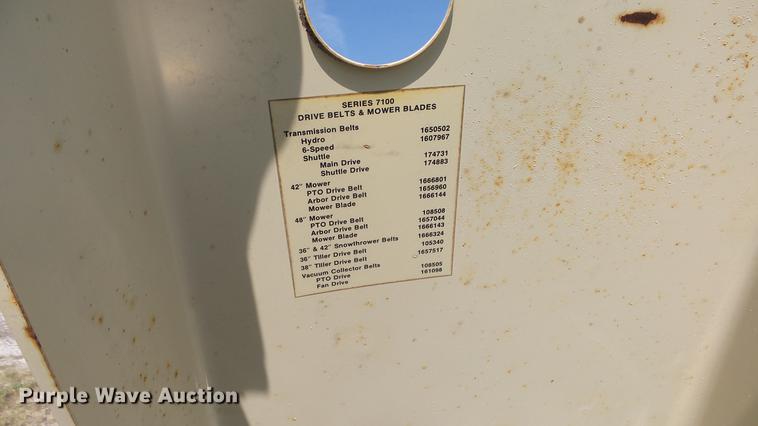 SERIES 7100
DRIVE BELTS & MOWER BLADES
Transmission Belts
Hydro 1650502
6-Speed 1607967
Shuttle
Main Drive 174731
Shuttle Drive 174883
42" Mower
PTO Drive Belt 1666801
Arbor Drive Belt 1656960
Mower Blade 1666144
48" Mower
PTO Drive Belt 108508
Arbor Drive Belt 1657044
Mower Blade 1666143
36" & 42" Snowthrower Belts 1666324
36" Tiller Drive Belt 105340
38" Tiller Drive Belt 1657517
Vacuum Collector Belts
PTO Drive 108505
Fan Drive 161098
Purple Wave Auction